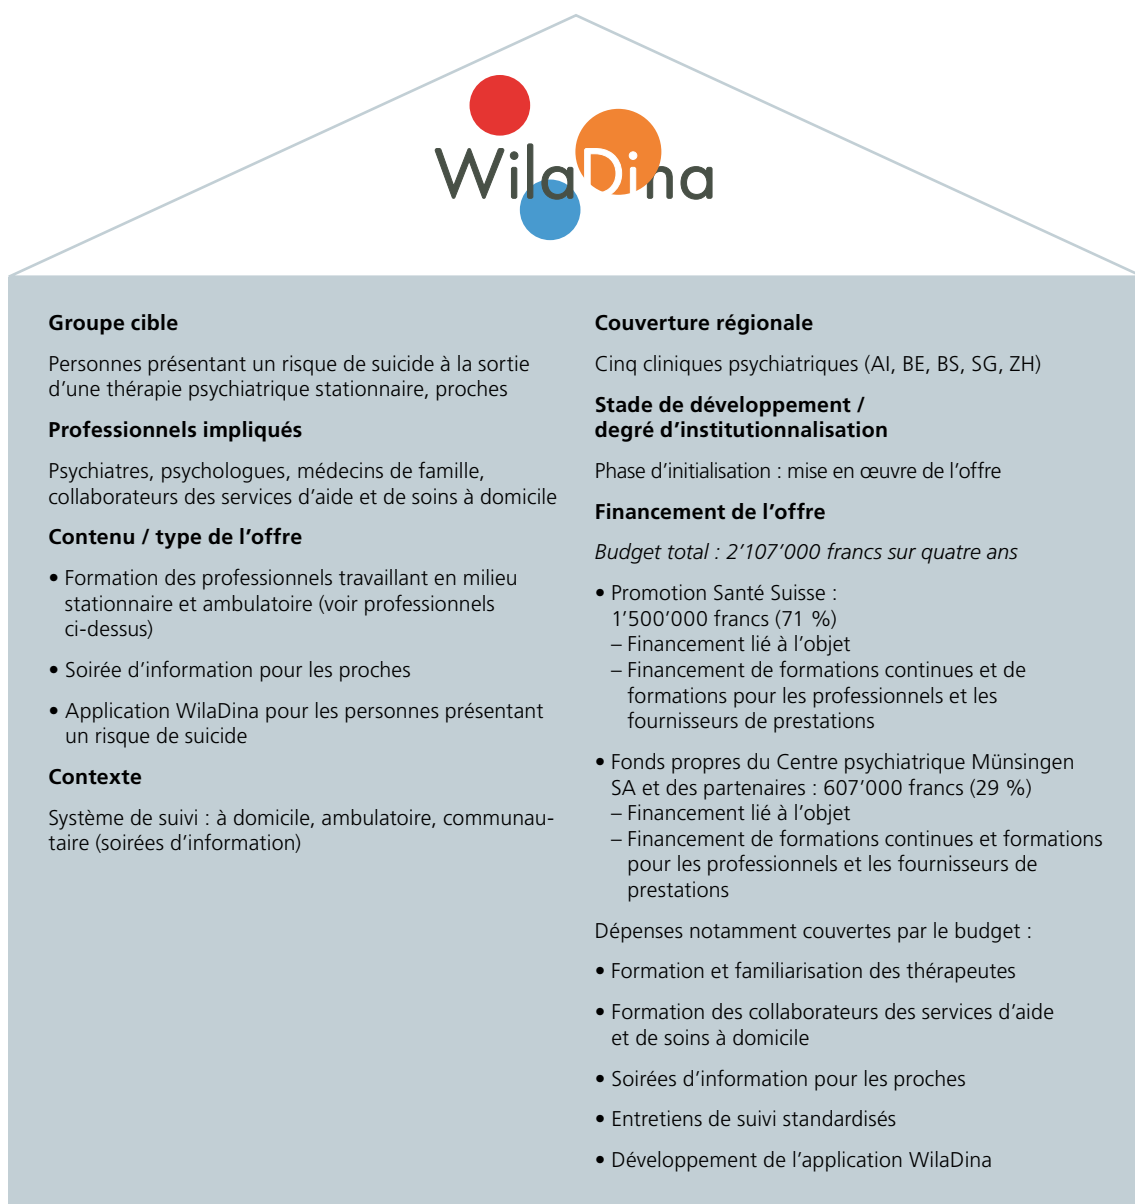 WilaDina
Groupe cible
Personnes présentant un risque de suicide à la sortie
d’une thérapie psychiatrique stationnaire, proches
Professionnels impliqués
Psychiatres, psychologues, médecins de famille,
collaborateurs des services d’aide et de soins à domicile
Contenu / type de l’offre
• Formation des professionnels travaillant en milieu
stationnaire et ambulatoire (voir professionnels
ci-dessus)
• Soirée d’information pour les proches
• Application WilaDina pour les personnes présentant
un risque de suicide
Contexte
Système de suivi : à domicile, ambulatoire, communau-
taire (soirées d’information)
Couverture régionale
Cinq cliniques psychiatriques (AI, BE, BS, SG, ZH)
Stade de développement /
degré d’institutionnalisation
Phase d’initialisation : mise en œuvre de l’offre
Financement de l’offre
Budget total : 2’107’000 francs sur quatre ans
• Promotion Santé Suisse :
1’500’000 francs (71 %)
– Financement lié à l’objet
– Financement de formations continues et de
formations pour les professionnels et les
fournisseurs de prestations
• Fonds propres du Centre psychiatrique Münsingen
SA et des partenaires : 607’000 francs (29 %)
– Financement lié à l’objet
– Financement de formations continues et formations
pour les professionnels et les fournisseurs de
prestations
Dépenses notamment couvertes par le budget :
• Formation et familiarisation des thérapeutes
• Formation des collaborateurs des services d’aide
et de soins à domicile
• Soirées d’information pour les proches
• Entretiens de suivi standardisés
• Développement de l’application WilaDina